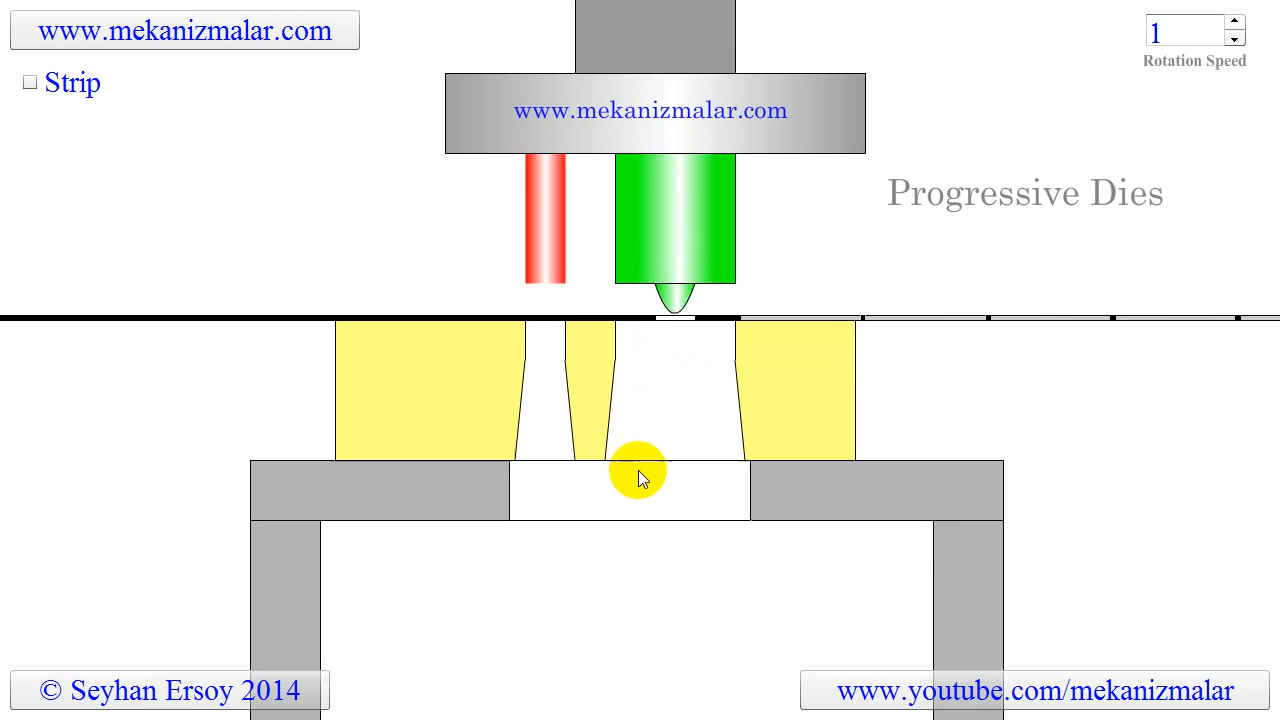 www.mekanizmalar.com
1
Rotation Speed
Strip
www.mekanizmalar.com
Progressive Dies
© Seyhan Ersoy 2014
www.youtube.com/mekanizmalar